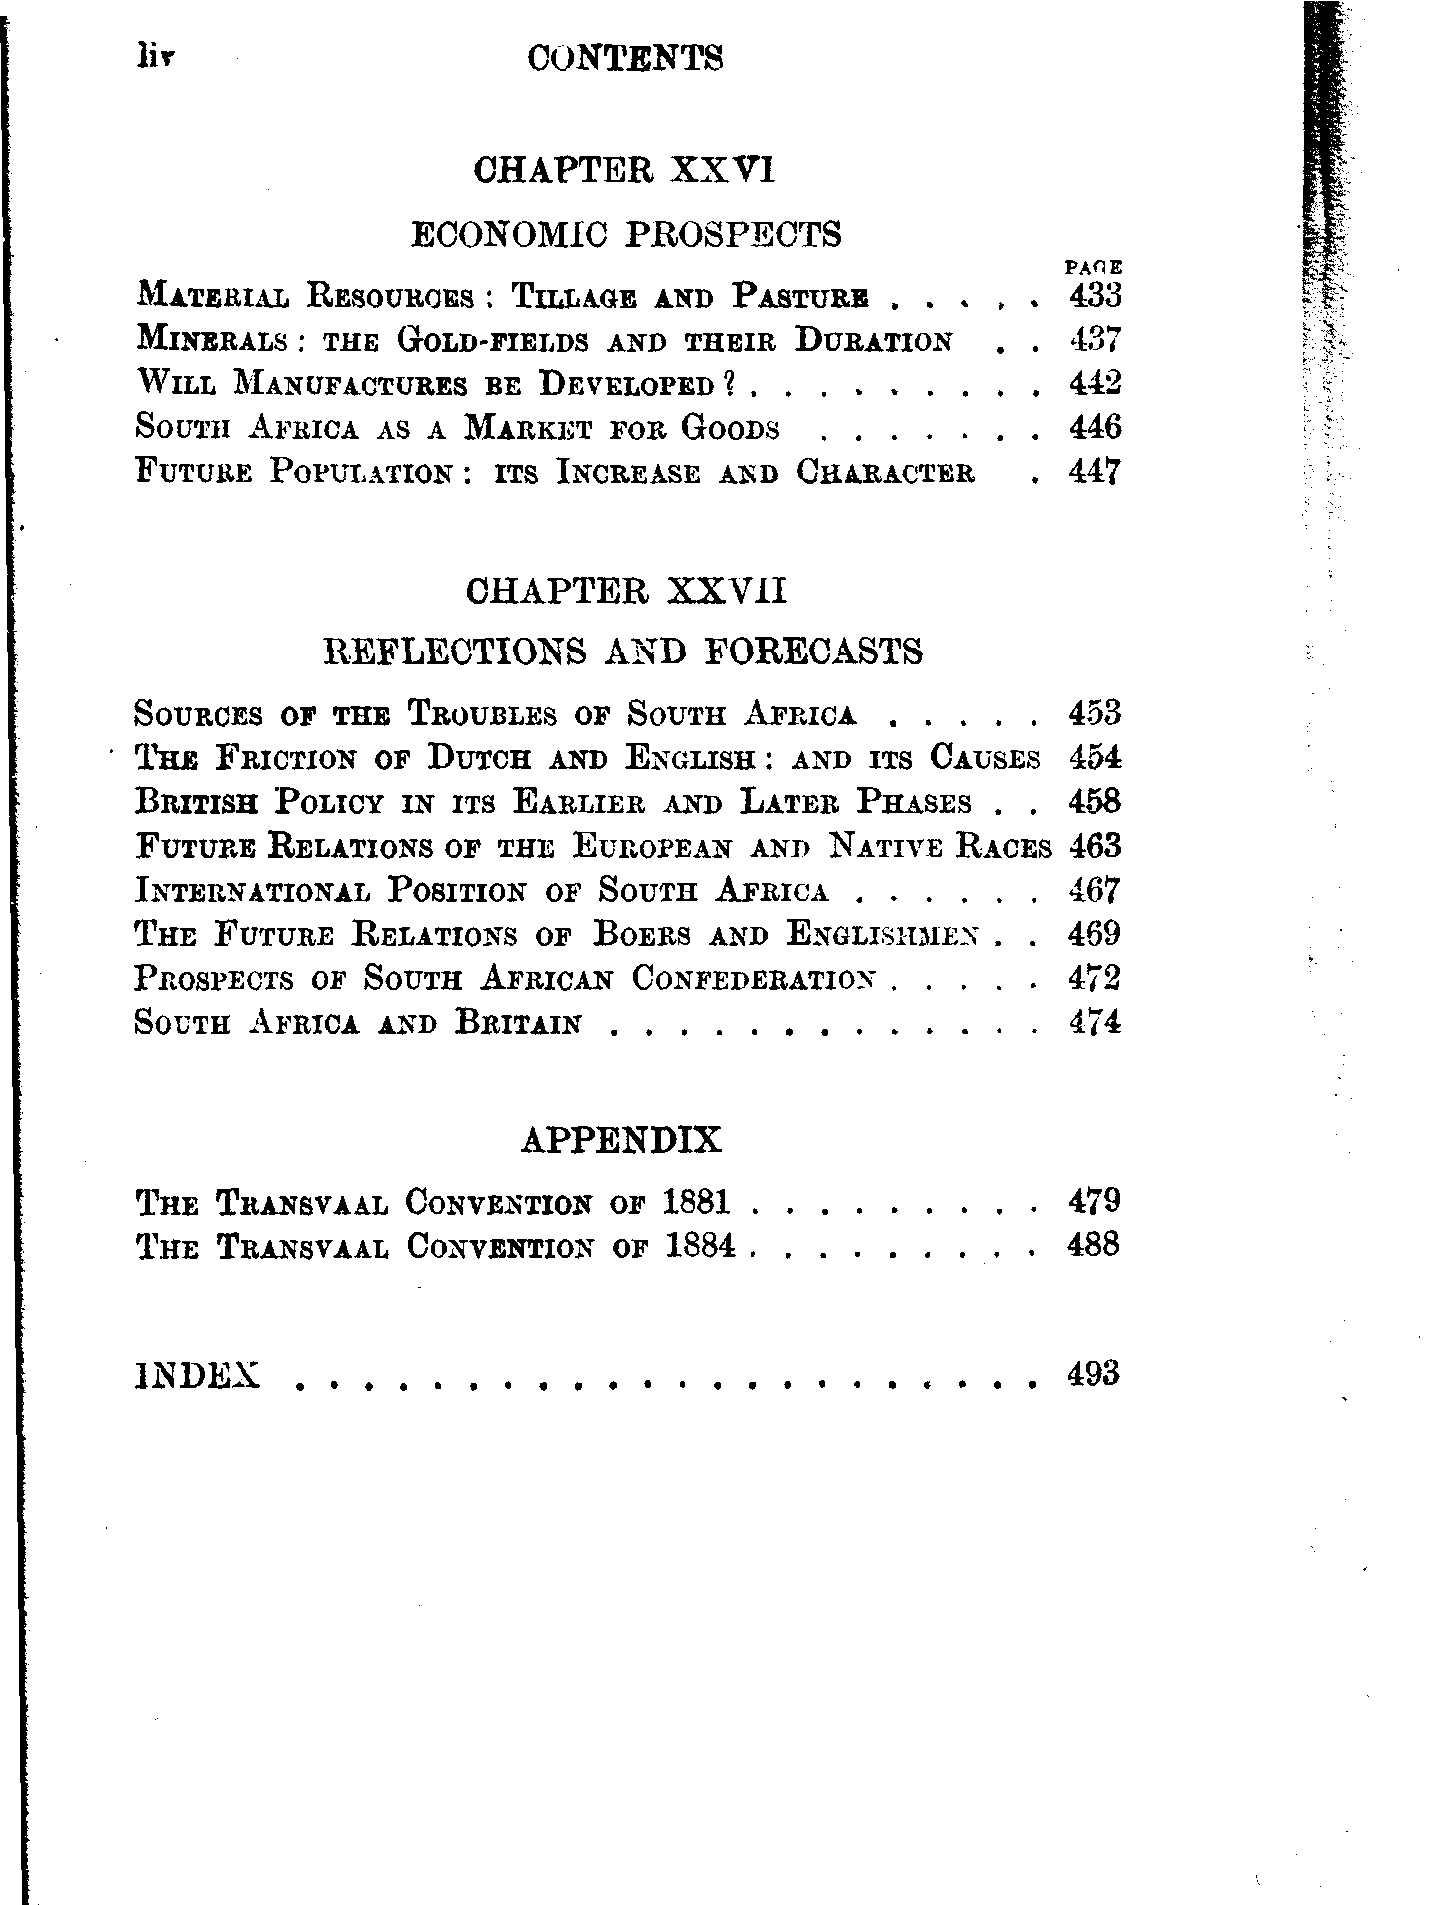 liv CONTENTS
CHAPTER XXVI
ECONOMIC PROSPECTS
PAGE
MATERIAL RESOURCES : TILLAGE AND PASTURE . . . . . 433
MINERALS : THE GOLD-FIELDS AND THEIR DURATION . . 437
WILL MANUFACTURES BE DEVELOPED ? . . . . . . . . . 442
SOUTH AFRICA AS A MARKET FOR GOODS . . . . . . . 446
FUTURE POPULATION : ITS INCREASE AND CHARACTER . 447
CHAPTER XXVII
REFLECTIONS AND FORECASTS
SOURCES OF THE TROUBLES OF SOUTH AFRICA . . . . . 453
THE FRICTION OF DUTCH AND ENGLISH : AND ITS CAUSES 454
BRITISH POLICY IN ITS EARLIER AND LATER PHASES . . 458
FUTURE RELATIONS OF THE EUROPEAN AND NATIVE RACES 463
INTERNATIONAL POSITION OF SOUTH AFRICA . . . . . . 467
THE FUTURE RELATIONS OF BOERS AND ENGLISHMEN . . 469
PROSPECTS OF SOUTH AFRICAN CONFEDERATION . . . . . 472
SOUTH AFRICA AND BRITAIN . . . . . . . . . . . . . 474
APPENDIX
THE TRANSVAAL CONVENTION OF 1881 . . . . . . . . . 479
THE TRANSVAAL CONVENTION OF 1884 . . . . . . . . . 488
INDEX . . . . . . . . . . . . . . . . . . . . . . 493